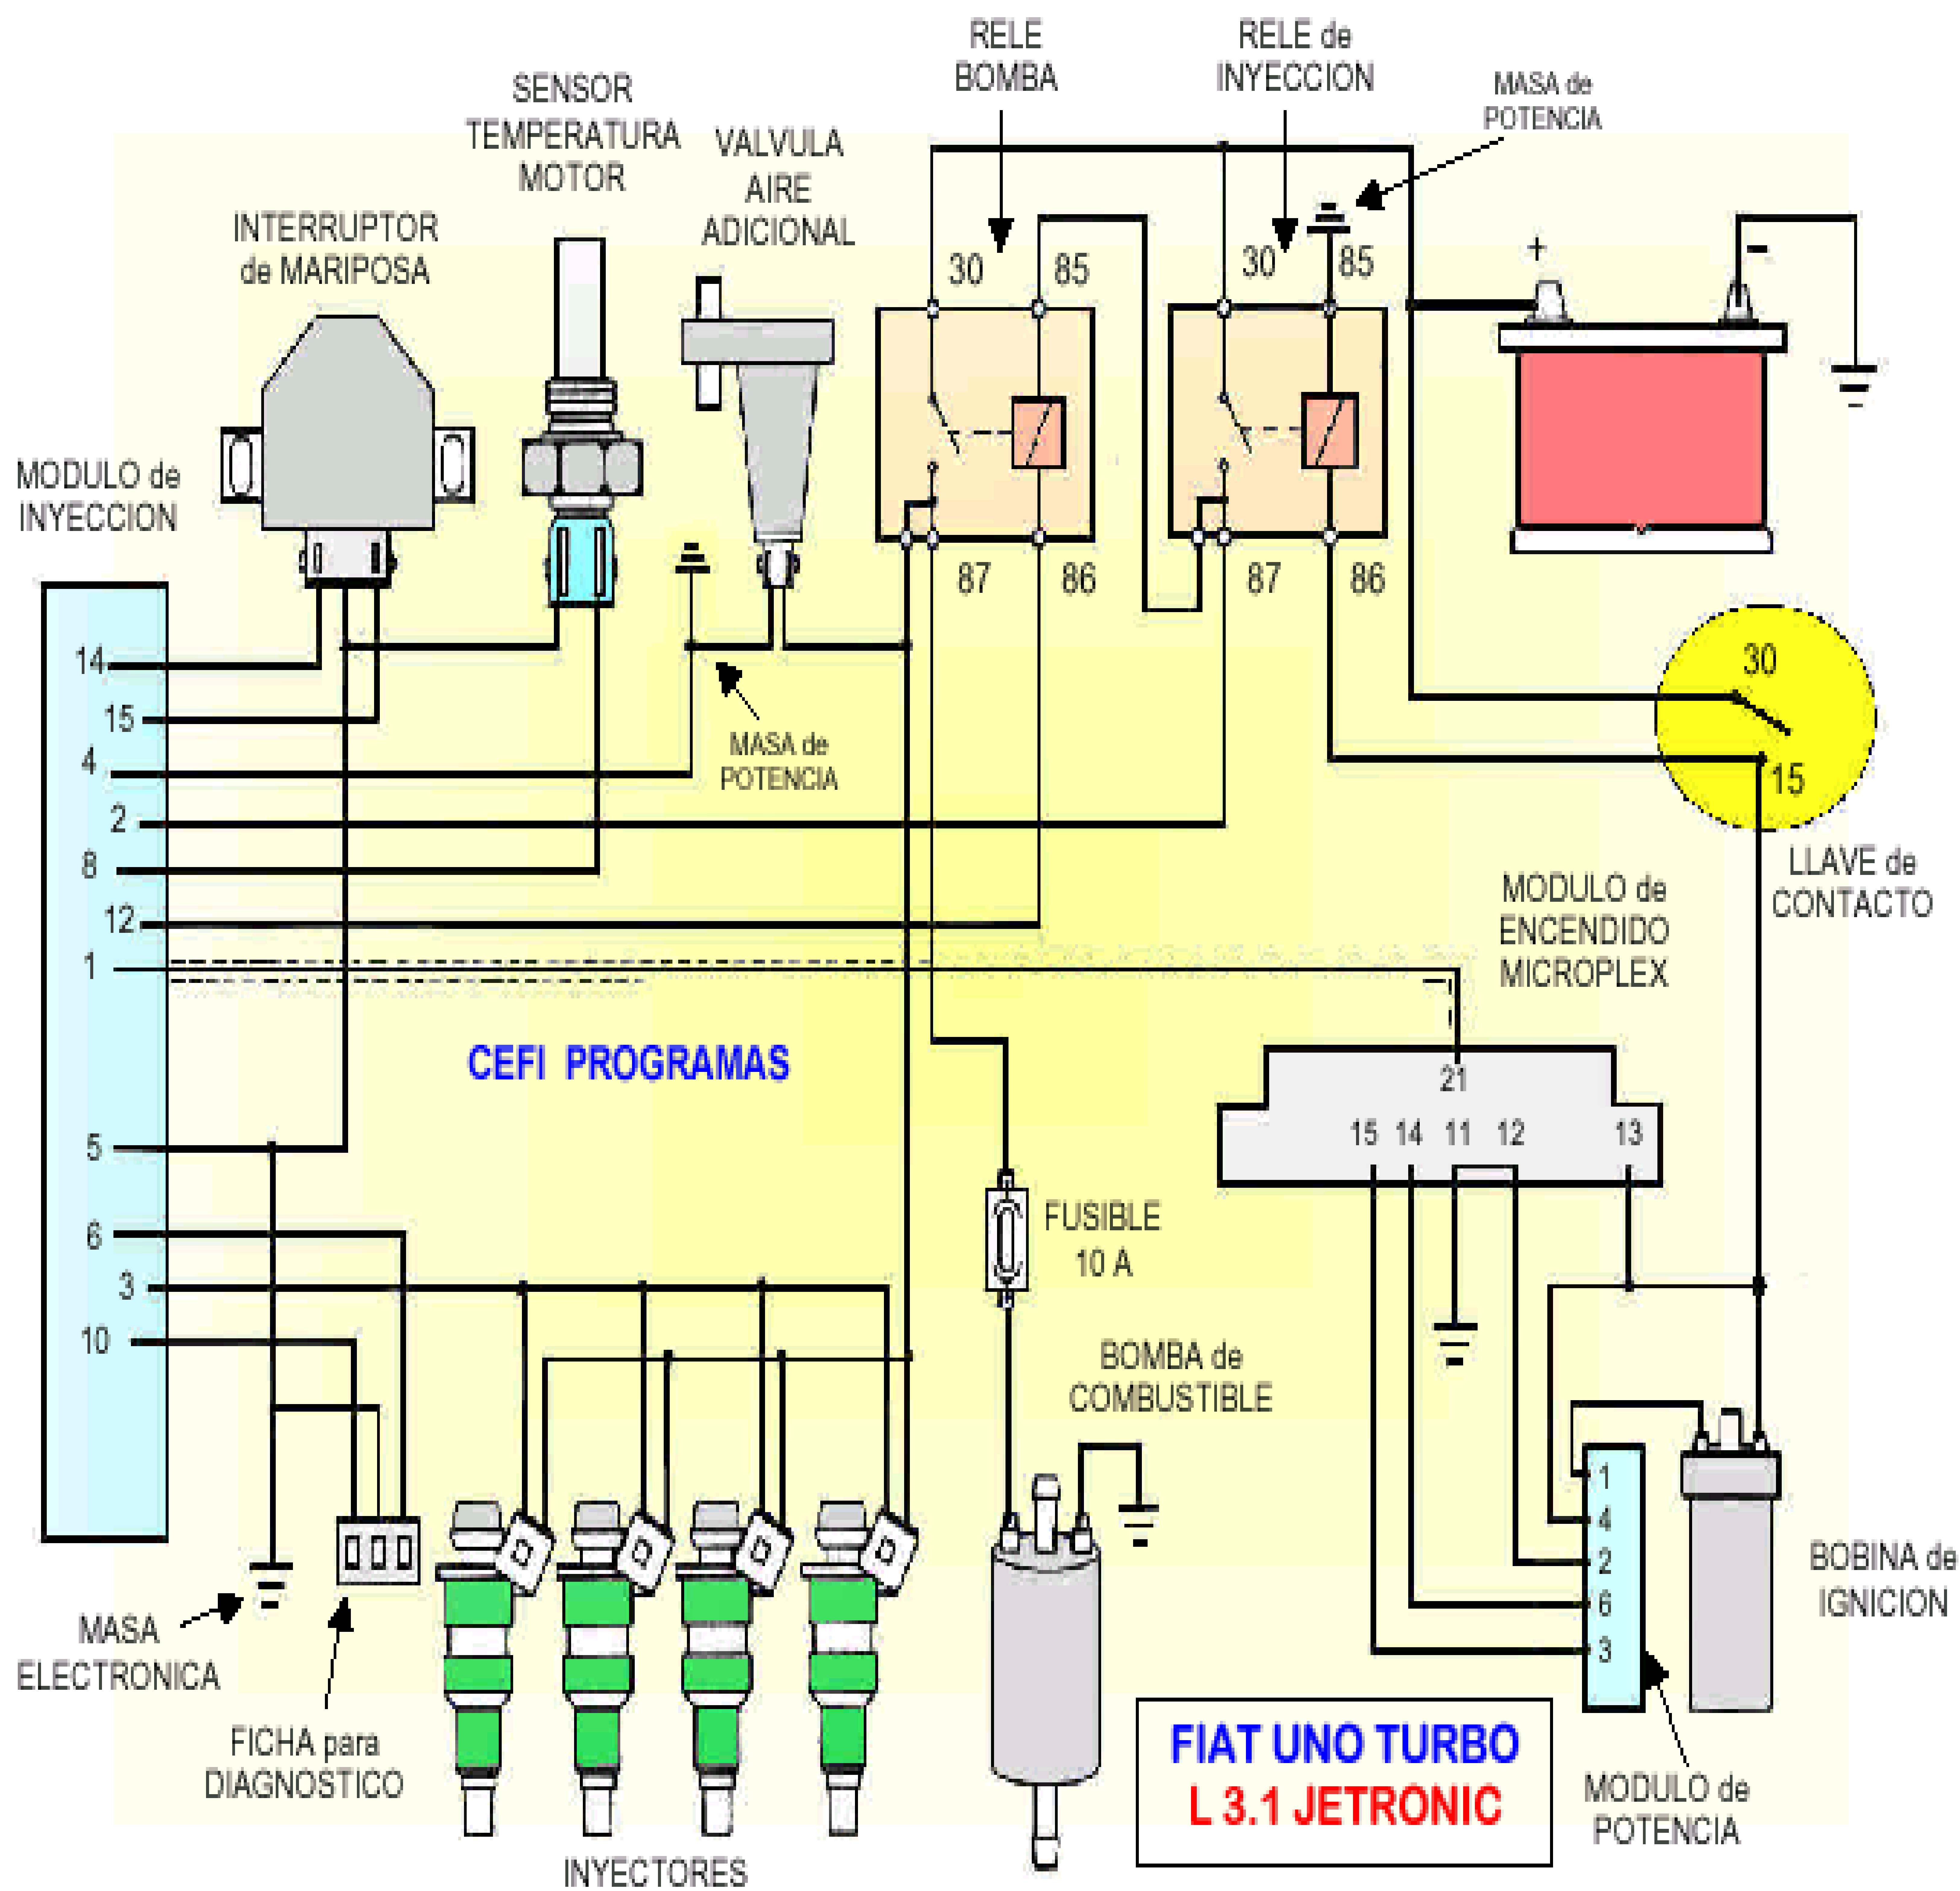 RELE
BOMBA
RELE de
INYECCION
MASA de
POTENCIA
SENSOR
TEMPERATURA
MOTOR
VALVULA
AIRE
ADICIONAL
INTERRUPTOR
de MARIPOSA
30
85
30
85
+
-
MODULO de
INYECCION
87
86
87
86
14
15
4
2
8
12
1
5
6
3
10
MASA de
POTENCIA
30
15
LLAVE de
CONTACTO
MODULO de
ENCENDIDO
MICROPLEX
CEFI PROGRAMAS
21
15 14 11 12 13
FUSIBLE
10 A
BOMBA de
COMBUSTIBLE
1
4
2
6
3
BOBINA de
IGNICION
MASA
ELECTRONICA
FICHA para
DIAGNOSTICO
INYECTORES
FIAT UNO TURBO
L 3.1 JETRONIC
MODULO de
POTENCIA